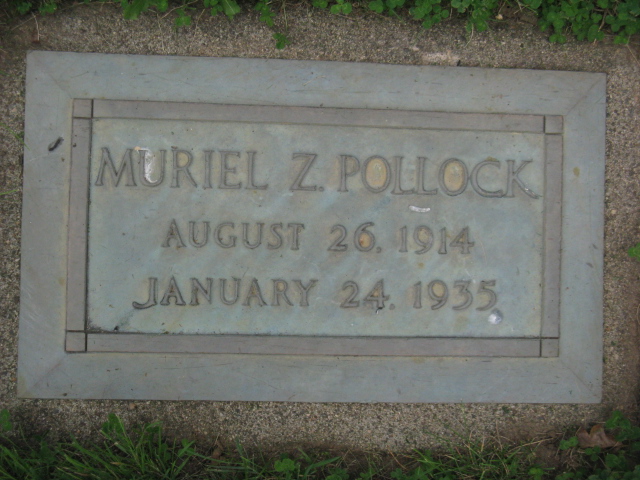 MURIEL Z. POLLOCK
AUGUST 26. 1914
JANUARY 24. 1935